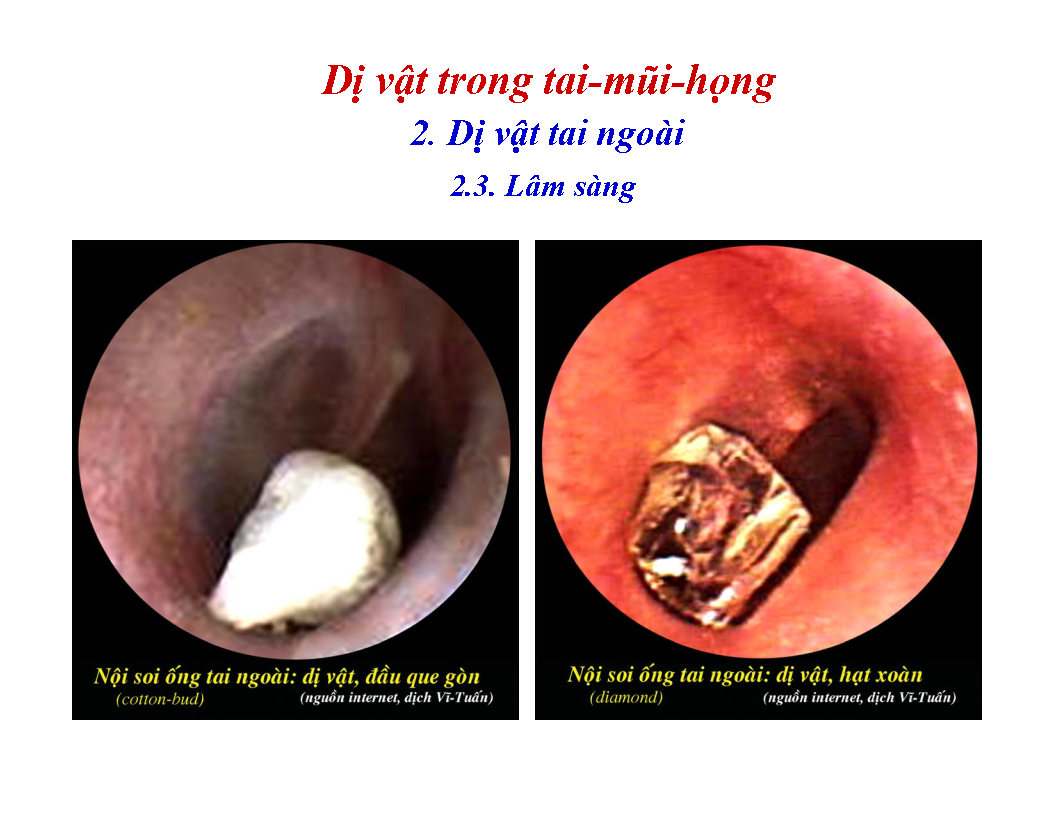 Dị vật trong tai-mũi-họng
2. Dị vật tai ngoài
2.3. Lâm sàng
Nội soi ống tai ngoài: dị vật, đầu que gòn
(cotton-bud) (nguồn internet, dịch Vĩ-Tuấn)
Nội soi ống tai ngoài: dị vật, hạt xoàn
(diamond) (nguồn internet, dịch Vĩ-Tuấn)